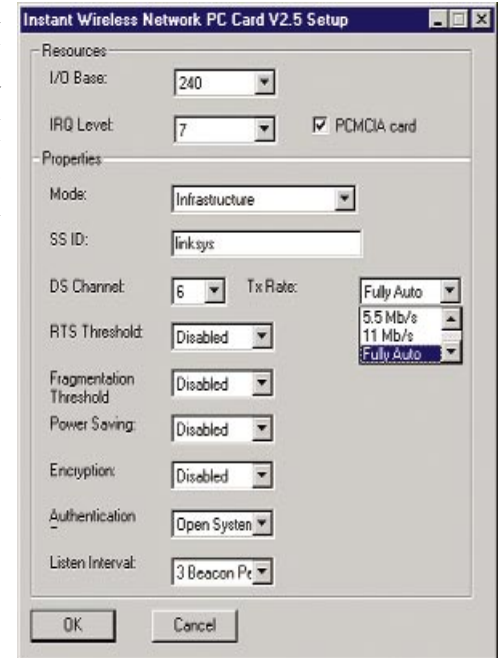 Instant Wireless Network PC Card V2.5 Setup
Resources
I/O Base: 240
IRQ Level: 7 PCMCIA card
Properties
Mode: Infrastructure
SS ID: linksys
DS Channel: 6 Tx Rate: Fully Auto
5.5 Mb/s
11 Mb/s
Fully Auto
RTS Threshold: Disabled
Fragmentation
Threshold Disabled
Power Saving: Disabled
Encryption: Disabled
Authentication Open System
Listen Interval: 3 Beacon Pe
OK Cancel